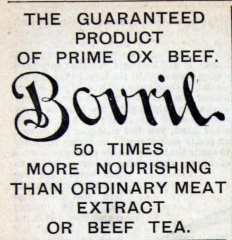 THE GUARANTEED
PRODUCT
OF PRIME OX BEEF.
Bovril.
50 TIMES
MORE NOURISHING
THAN ORDINARY MEAT
EXTRACT
OR BEEF TEA.